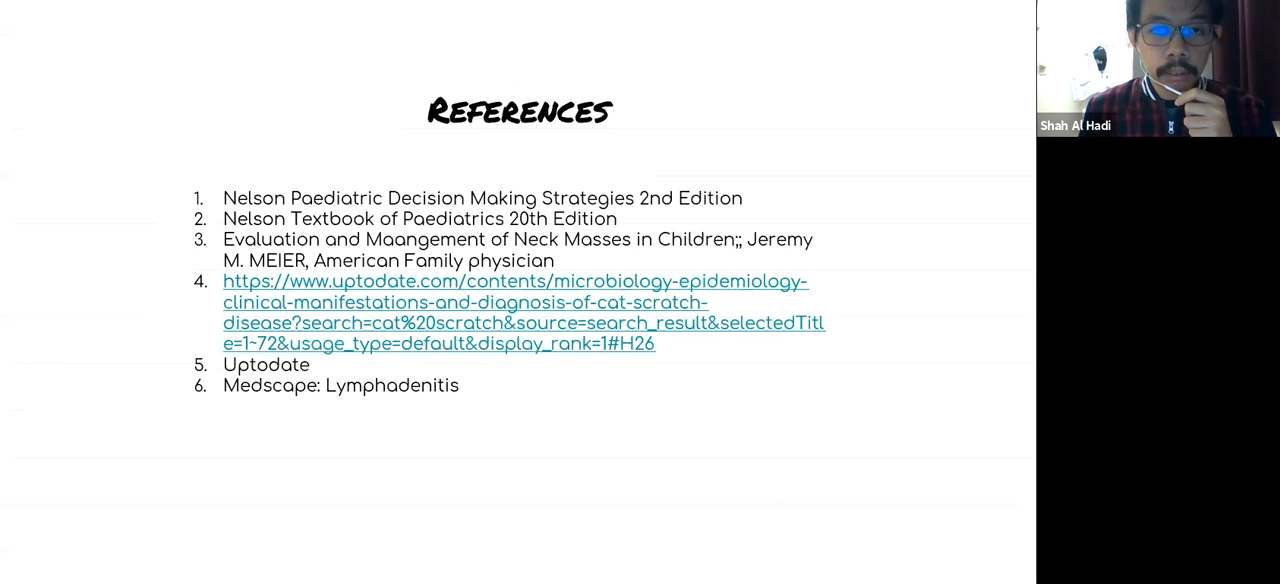 References
1. Nelson Paediatric Decision Making Strategies 2nd Edition
2. Nelson Textbook of Paediatrics 20th Edition
3. Evaluation and Maangement of Neck Masses in Children;; Jeremy
M. MEIER, American Family physician
4. https://www.uptodate.com/contents/microbiology-epidemiology-
clinical-manifestations-and-diagnosis-of-cat-scratch-
disease?search=cat%20scratch&source=search_result&selectedTitl
e=1~72&usage_type=default&display_rank=1#H26
5. Uptodate
6. Medscape: Lymphadenitis
Shah Al Hadi